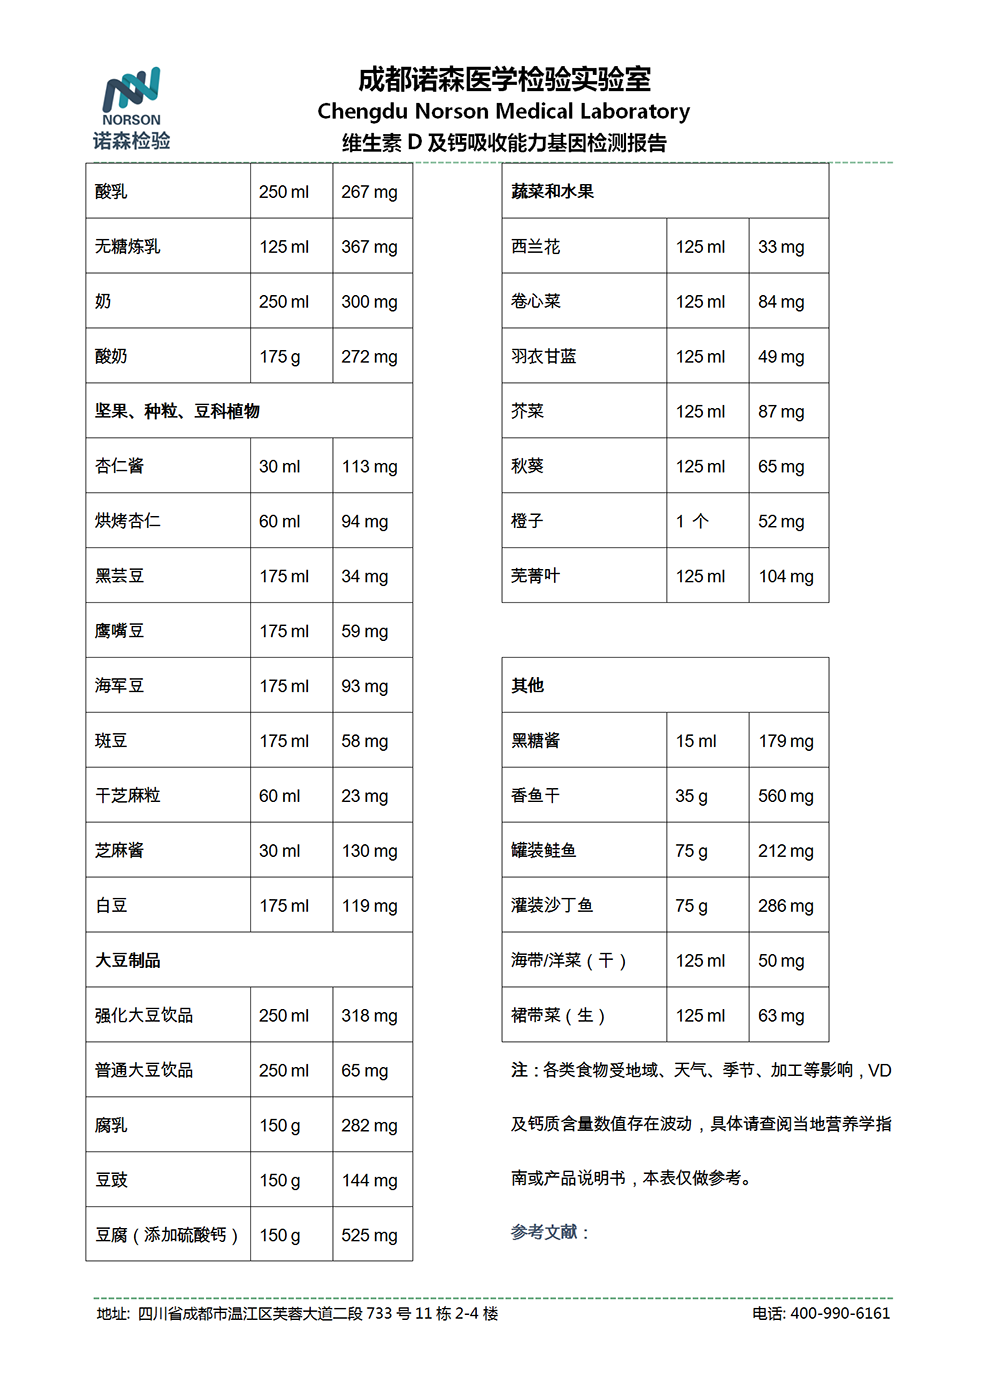 NORSON
诺森检验
成都诺森医学检验实验室
Chengdu Norson Medical Laboratory
维生素 D 及钙吸收能力基因检测报告
酸乳 250 ml 267 mg
无糖炼乳 125 ml 367 mg
奶 250 ml 300 mg
酸奶 175 g 272 mg
坚果、种粒、豆科植物
杏仁酱 30 ml 113 mg
烘烤杏仁 60 ml 94 mg
黑芸豆 175 ml 34 mg
鹰嘴豆 175 ml 59 mg
海军豆 175 ml 93 mg
斑豆 175 ml 58 mg
干芝麻粒 60 ml 23 mg
芝麻酱 30 ml 130 mg
白豆 175 ml 119 mg
大豆制品
强化大豆饮品 250 ml 318 mg
普通大豆饮品 250 ml 65 mg
腐乳 150 g 282 mg
豆豉 150 g 144 mg
豆腐（添加硫酸钙） 150 g 525 mg
蔬菜和水果
西兰花 125 ml 33 mg
卷心菜 125 ml 84 mg
羽衣甘蓝 125 ml 49 mg
芥菜 125 ml 87 mg
秋葵 125 ml 65 mg
橙子 1 个 52 mg
芜菁叶 125 ml 104 mg
其他
黑糖酱 15 ml 179 mg
香鱼干 35 g 560 mg
罐装鲑鱼 75 g 212 mg
灌装沙丁鱼 75 g 286 mg
海带/洋菜（干） 125 ml 50 mg
裙带菜（生） 125 ml 63 mg
注：各类食物受地域、天气、季节、加工等影响，VD
及钙质含量数值存在波动，具体请查阅当地营养学指
南或产品说明书，本表仅做参考。
参考文献：
地址: 四川省成都市温江区芙蓉大道二段 733 号 11 栋 2-4 楼 电话: 400-990-6161